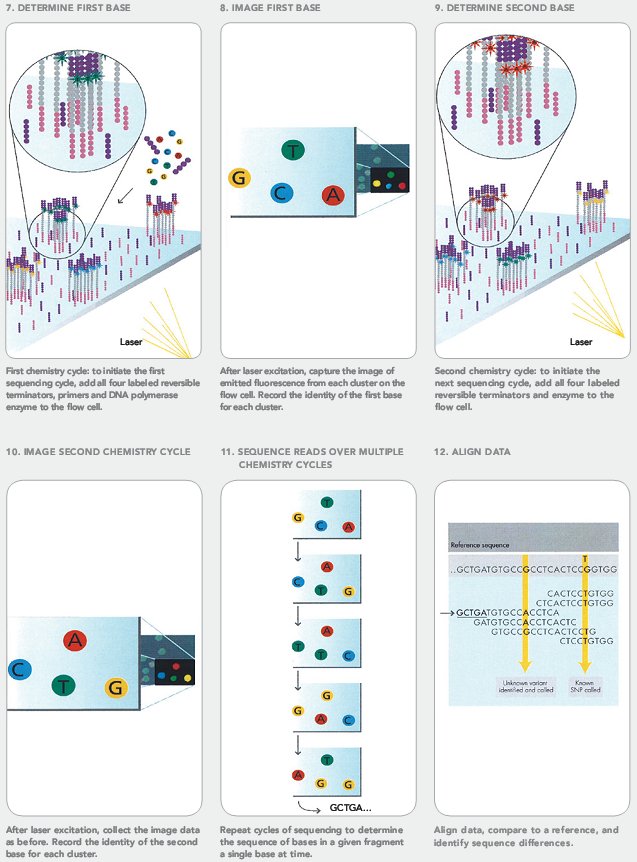 7. DETERMINE FIRST BASE
8. IMAGE FIRST BASE
9. DETERMINE SECOND BASE
A
C
G
C
T
C
G
A
G
T
Laser
T
G
C
A
Laser
First chemistry cycle: to initiate the first
sequencing cycle, add all four labeled reversible
terminators, primers and DNA polymerase
enzyme to the flow cell.
After laser excitation, capture the image of
emitted fluorescence from each cluster on the
flow cell. Record the identity of the first base
for each cluster.
Second chemistry cycle: to initiate the
next sequencing cycle, add all four labeled
reversible terminators and enzyme to the
flow cell.
10. IMAGE SECOND CHEMISTRY CYCLE
11. SEQUENCE READS OVER MULTIPLE
CHEMISTRY CYCLES
12. ALIGN DATA
A
C
T
G
T
G
C
A
A
C
T
G
A
T
T
C
G
G
A
C
T
A
G
G
GCTGA...
Reference sequence
T
..GCTGATGTGCCGCCTCACTCCGGTGG
CACTCCTGTGG
CTCACTCCTGTGG
GCTGATGTGCCACCTCA
GATGTGCCACCTCACTC
GTGCCGCCTCACTCCTG
CTCCTGTGG
Unknown variant
identified and called
Known
SNP called
After laser excitation, collect the image data
as before. Record the identity of the second
base for each cluster.
Repeat cycles of sequencing to determine
the sequence of bases in a given fragment
a single base at time.
Align data, compare to a reference, and
identify sequence differences.